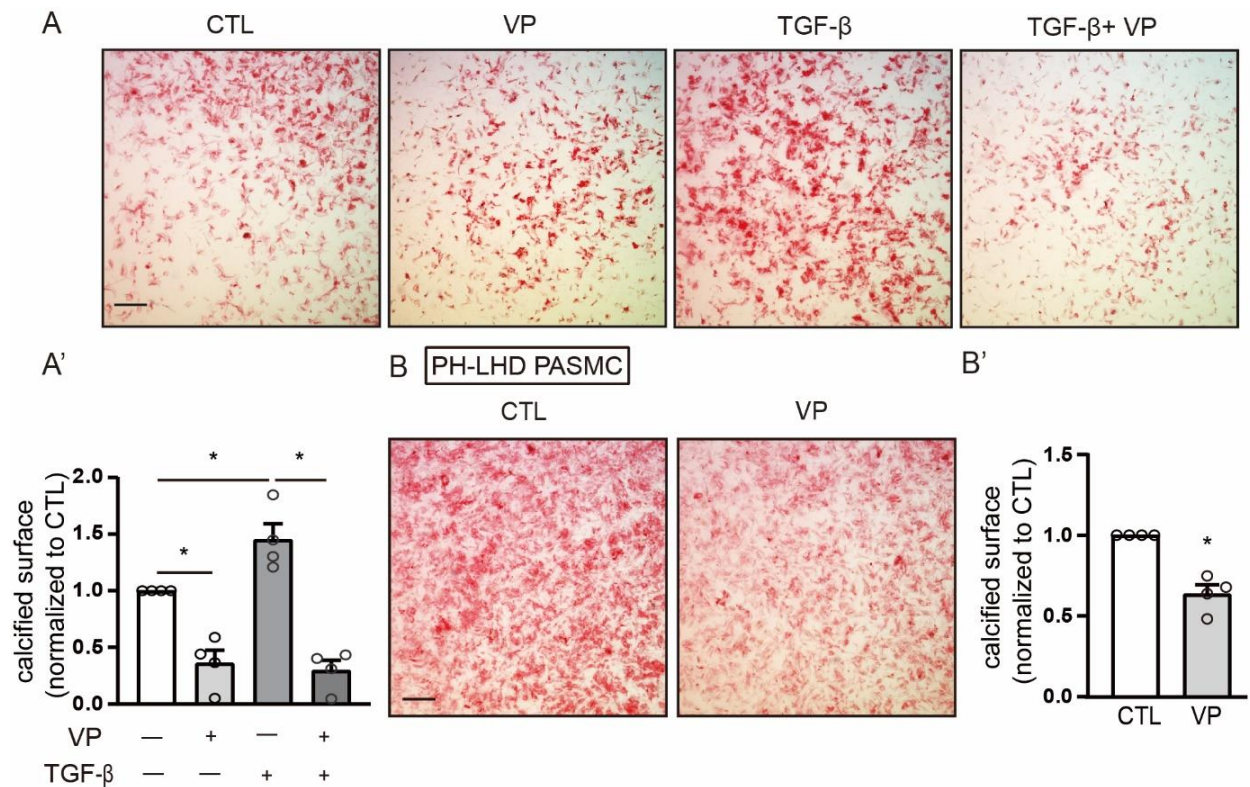 A
CTL
VP
TGF-β
TGF-β+ VP
A'
B
PH-LHD PASMC
B'
CTL
VP
calcified surface
(normalized to CTL)
2.0
1.5
1.0
0.5
0.0
*
*
*
VP — + — +
TGF-β — — + +
calcified surface
(normalized to CTL)
1.5
1.0
0.5
0.0
*
CTL VP